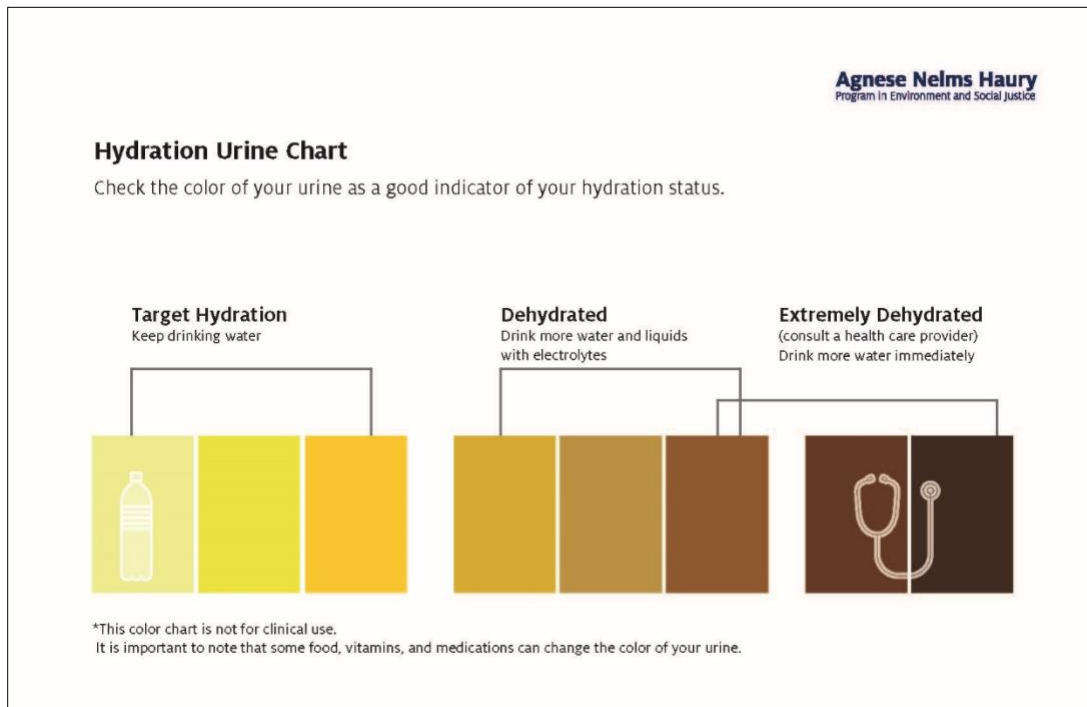 Agnese Nelms Haury
Program in Environment and Social Justice
Hydration Urine Chart
Check the color of your urine as a good indicator of your hydration status.
Target Hydration
Keep drinking water
Dehydrated
Drink more water and liquids
with electrolytes
Extremely Dehydrated
(consult a health care provider)
Drink more water immediately
*This color chart is not for clinical use.
It is important to note that some food, vitamins, and medications can change the color of your urine.